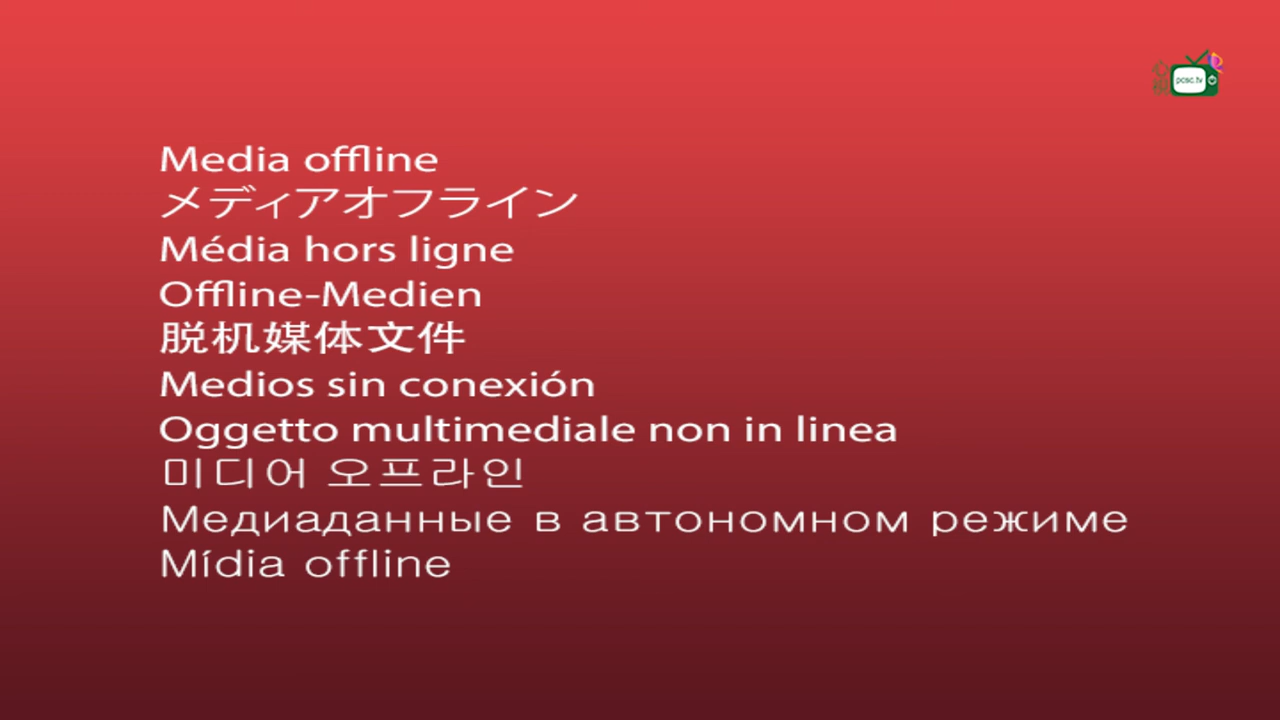 pcsc.tv
Media offline
メディアオフライン
Média hors ligne
Offline-Medien
脱机媒体文件
Medios sin conexión
Oggetto multimediale non in linea
미디어 오프라인
Медиаданные в автономном режиме
Mídia offline